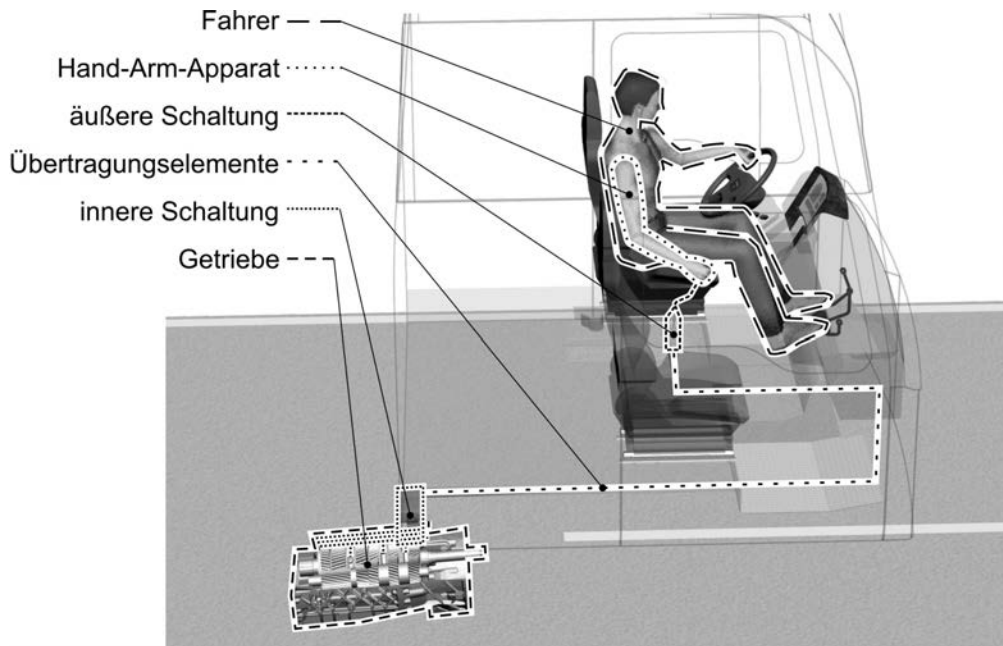 Fahrer
Hand-Arm-Apparat
äußere Schaltung
Übertragungselemente
innere Schaltung
Getriebe